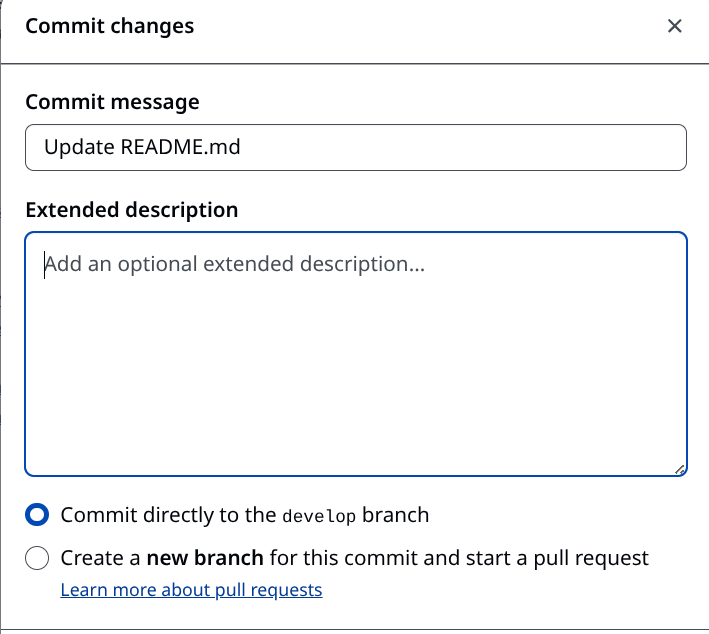 Commit changes
Commit message
Update README.md
Extended description
Add an optional extended description...
Commit directly to the develop branch
Create a new branch for this commit and start a pull request
Learn more about pull requests